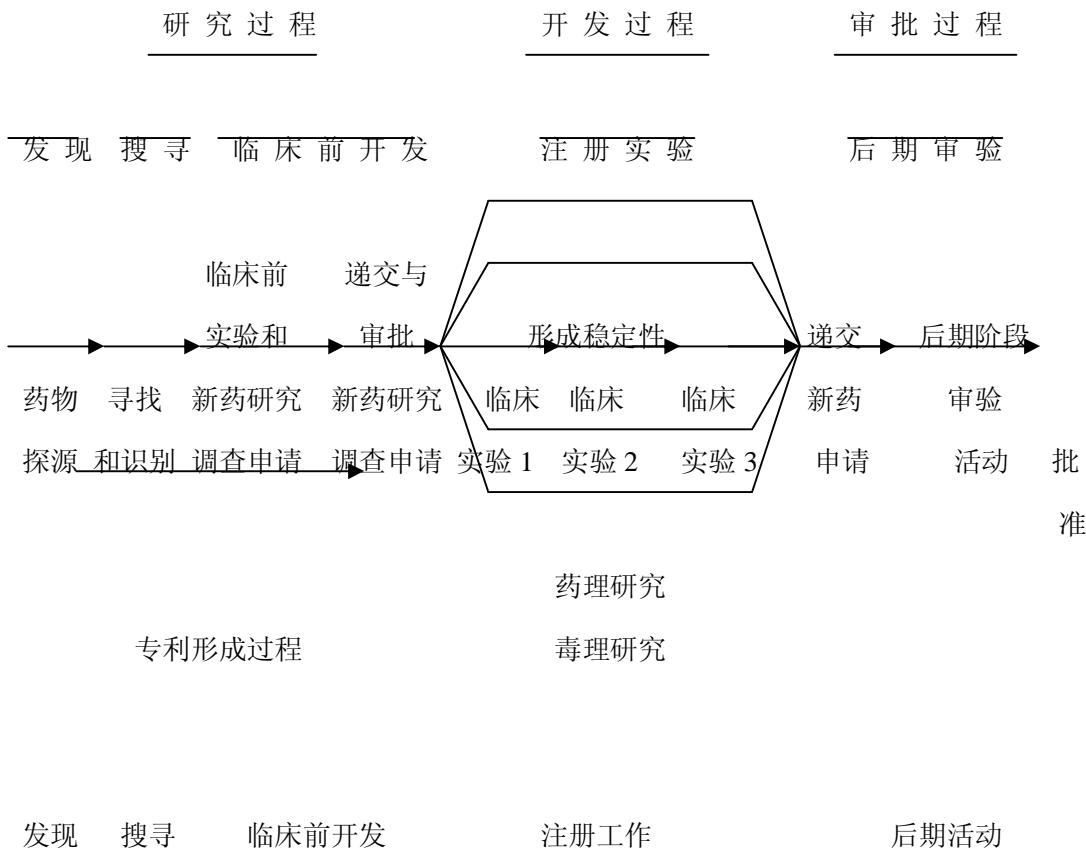 研 究 过 程 开 发 过 程 审 批 过 程
发 现 搜 寻 临 床 前 开 发 注 册 实 验 后 期 审 验
临床前 递交与
实验和 审批 形成稳定性 递交 后期阶段
药物 寻找 新药研究 新药研究 临床 临床 临床 新药 审验
探源 和识别 调查申请 调查申请 实验 1 实验 2 实验 3 申请 活动 批
准
药理研究
专利形成过程 毒理研究
发现 搜寻 临床前开发 注册工作 后期活动